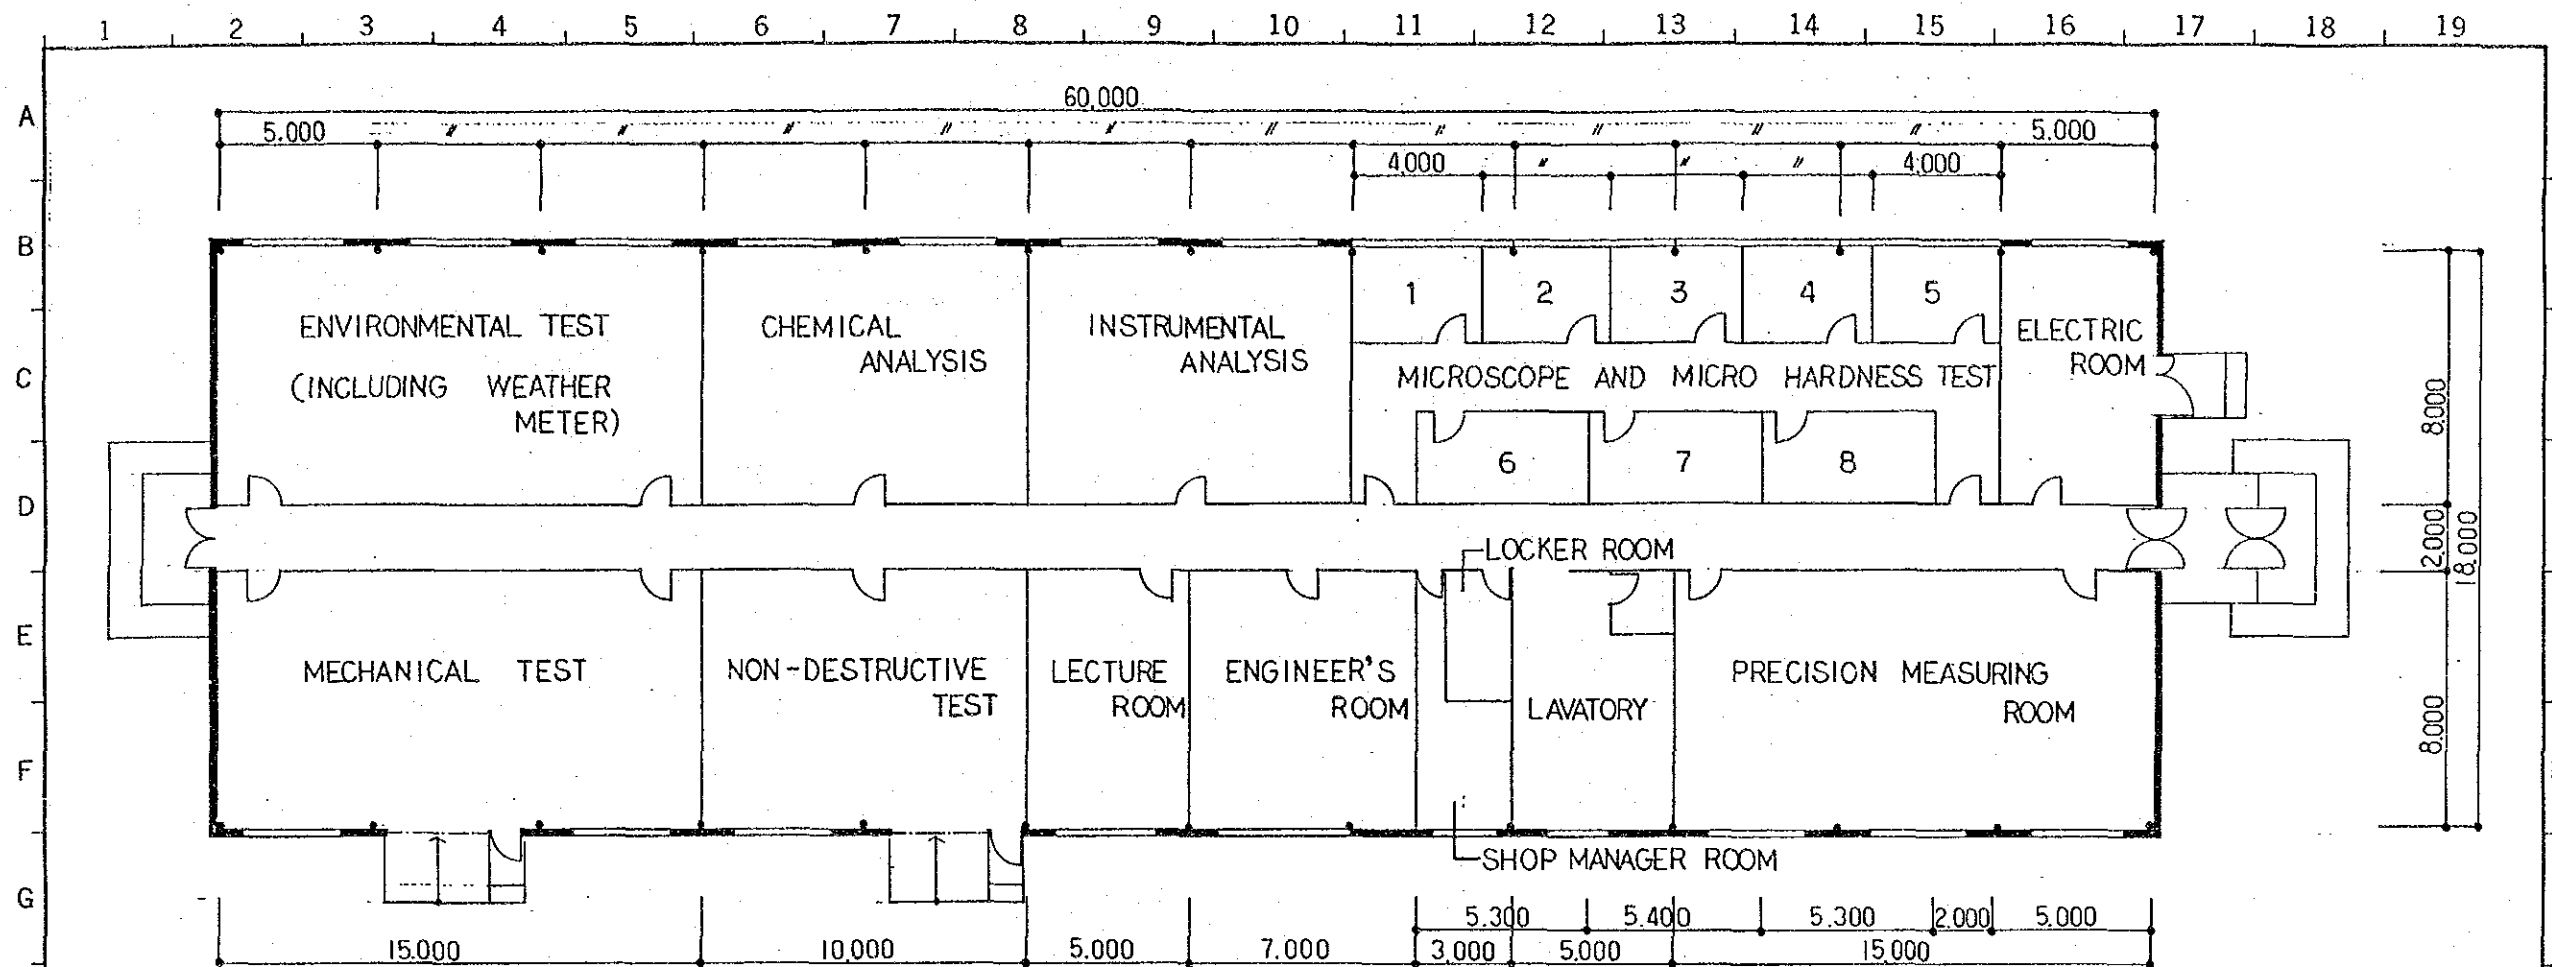 1 2 3 4 5 6 7 8 9 10 11 12 13 14 15 16 17 18 19
A
60,000
5.000 〃 〃 〃 〃 〃 〃 〃 〃 〃 〃 5.000
4,000 〃 〃 〃 4,000
B
1 2 3 4 5
ENVIRONMENTAL TEST
(INCLUDING WEATHER
METER)
CHEMICAL
ANALYSIS
INSTRUMENTAL
ANALYSIS
MICROSCOPE AND MICRO HARDNESS TEST
ELECTRIC
ROOM
C
8.000
6 7 8
D
2.000
18.000
LOCKER ROOM
E
MECHANICAL TEST
NON-DESTRUCTIVE
TEST
LECTURE
ROOM
ENGINEER'S
ROOM
LAVATORY
PRECISION MEASURING
ROOM
8.000
F
SHOP MANAGER ROOM
G
5.300 5.400 5.300 2.000 5.000
15.000 10,000 5.000 7.000 3,000 5.000 15,000